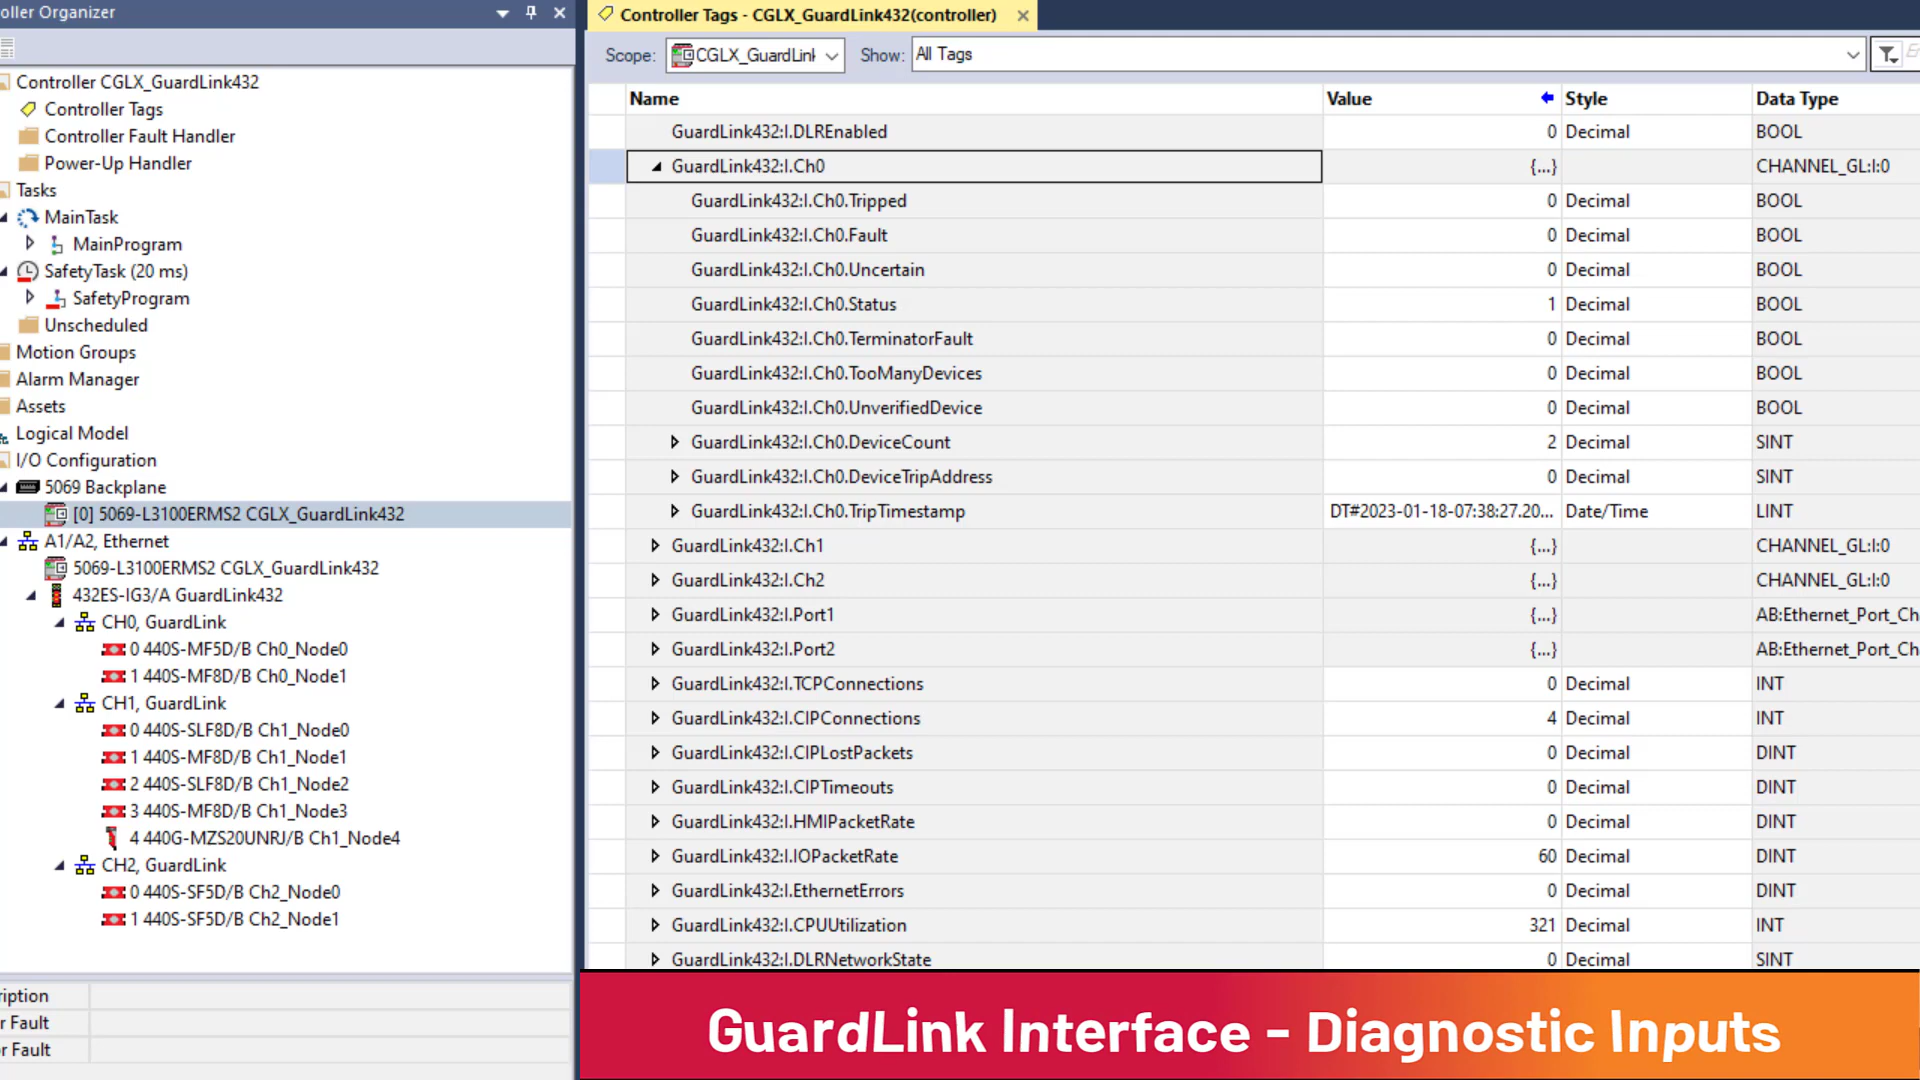 oller Organizer
Controller CGLX_GuardLink432
Controller Tags
Controller Fault Handler
Power-Up Handler
Tasks
MainTask
MainProgram
SafetyTask (20 ms)
SafetyProgram
Unscheduled
Motion Groups
Alarm Manager
Assets
Logical Model
I/O Configuration
5069 Backplane
[0] 5069-L3100ERMS2 CGLX_GuardLink432
A1/A2, Ethernet
5069-L3100ERMS2 CGLX_GuardLink432
432ES-IG3/A GuardLink432
CH0, GuardLink
0 440S-MF5D/B Ch0_Node0
1 440S-MF8D/B Ch0_Node1
CH1, GuardLink
0 440S-SLF8D/B Ch1_Node0
1 440S-MF8D/B Ch1_Node1
2 440S-SLF8D/B Ch1_Node2
3 440S-MF8D/B Ch1_Node3
4 440G-MZS20UNRJ/B Ch1_Node4
CH2, GuardLink
0 440S-SF5D/B Ch2_Node0
1 440S-SF5D/B Ch2_Node1
ription
r Fault
or Fault
Controller Tags - CGLX_GuardLink432(controller)
Scope: CGLX_GuardLink Show: All Tags
Name Value Style Data Type
GuardLink432:I.DLREnabled 0 Decimal BOOL
GuardLink432:I.Ch0 {...} CHANNEL_GL:I:0
GuardLink432:I.Ch0.Tripped 0 Decimal BOOL
GuardLink432:I.Ch0.Fault 0 Decimal BOOL
GuardLink432:I.Ch0.Uncertain 0 Decimal BOOL
GuardLink432:I.Ch0.Status 1 Decimal BOOL
GuardLink432:I.Ch0.TerminatorFault 0 Decimal BOOL
GuardLink432:I.Ch0.TooManyDevices 0 Decimal BOOL
GuardLink432:I.Ch0.UnverifiedDevice 0 Decimal BOOL
GuardLink432:I.Ch0.DeviceCount 2 Decimal SINT
GuardLink432:I.Ch0.DeviceTripAddress 0 Decimal SINT
GuardLink432:I.Ch0.TripTimestamp DT#2023-01-18-07:38:27.20... Date/Time LINT
GuardLink432:I.Ch1 {...} CHANNEL_GL:I:0
GuardLink432:I.Ch2 {...} CHANNEL_GL:I:0
GuardLink432:I.Port1 {...} AB:Ethernet_Port_Ch
GuardLink432:I.Port2 {...} AB:Ethernet_Port_Ch
GuardLink432:I.TCPConnections 0 Decimal INT
GuardLink432:I.CIPConnections 4 Decimal INT
GuardLink432:I.CIPLostPackets 0 Decimal DINT
GuardLink432:I.CIPTimeouts 0 Decimal DINT
GuardLink432:I.HMIPacketRate 0 Decimal DINT
GuardLink432:I.IOPacketRate 60 Decimal DINT
GuardLink432:I.EthernetErrors 0 Decimal DINT
GuardLink432:I.CPUUtilization 321 Decimal INT
GuardLink432:I.DLRNetworkState 0 Decimal SINT
GuardLink Interface - Diagnostic Inputs